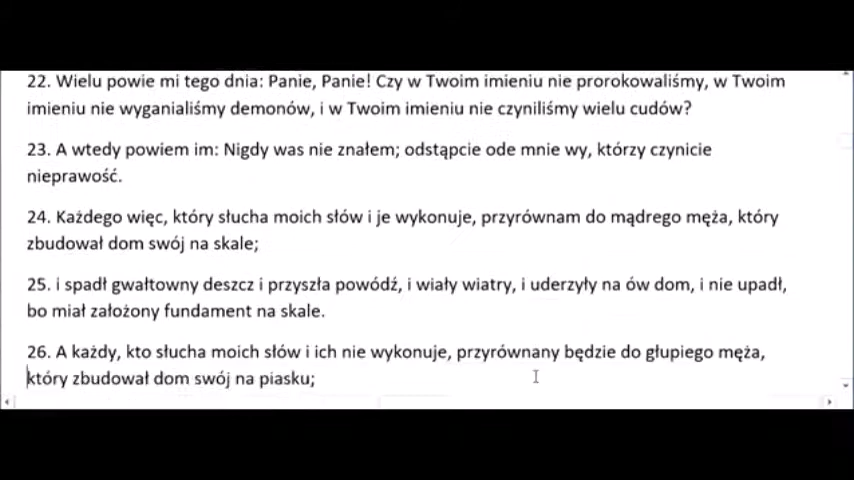 22. Wielu powie mi tego dnia: Panie, Panie! Czy w Twoim imieniu nie prorokowaliśmy, w Twoim
imieniu nie wyganialiśmy demonów, i w Twoim imieniu nie czyniliśmy wielu cudów?
23. A wtedy powiem im: Nigdy was nie znałem; odstąpcie ode mnie wy, którzy czynicie
nieprawość.
24. Każdego więc, który słucha moich słów i je wykonuje, przyrównam do mądrego męża, który
zbudował dom swój na skale;
25. i spadł gwałtowny deszcz i przyszła powódź, i wiały wiatry, i uderzyły na ów dom, i nie upadł,
bo miał założony fundament na skale.
26. A każdy, kto słucha moich słów i ich nie wykonuje, przyrównany będzie do głupiego męża,
który zbudował dom swój na piasku;